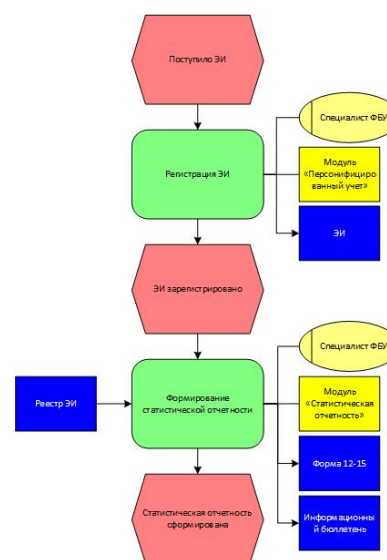 Поступило ЭИ
Специалист ФБУ
Регистрация ЭИ
Модуль
«Персонифициро
ванный учет»
ЭИ
ЭИ зарегистрировано
Специалист ФБУ
Реестр ЭИ
Формирование
статистической отчетности
Модуль
«Статистическая
отчетность»
Форма 12-15
Статистическая отчетность
сформирована
Информационны
й бюллетень